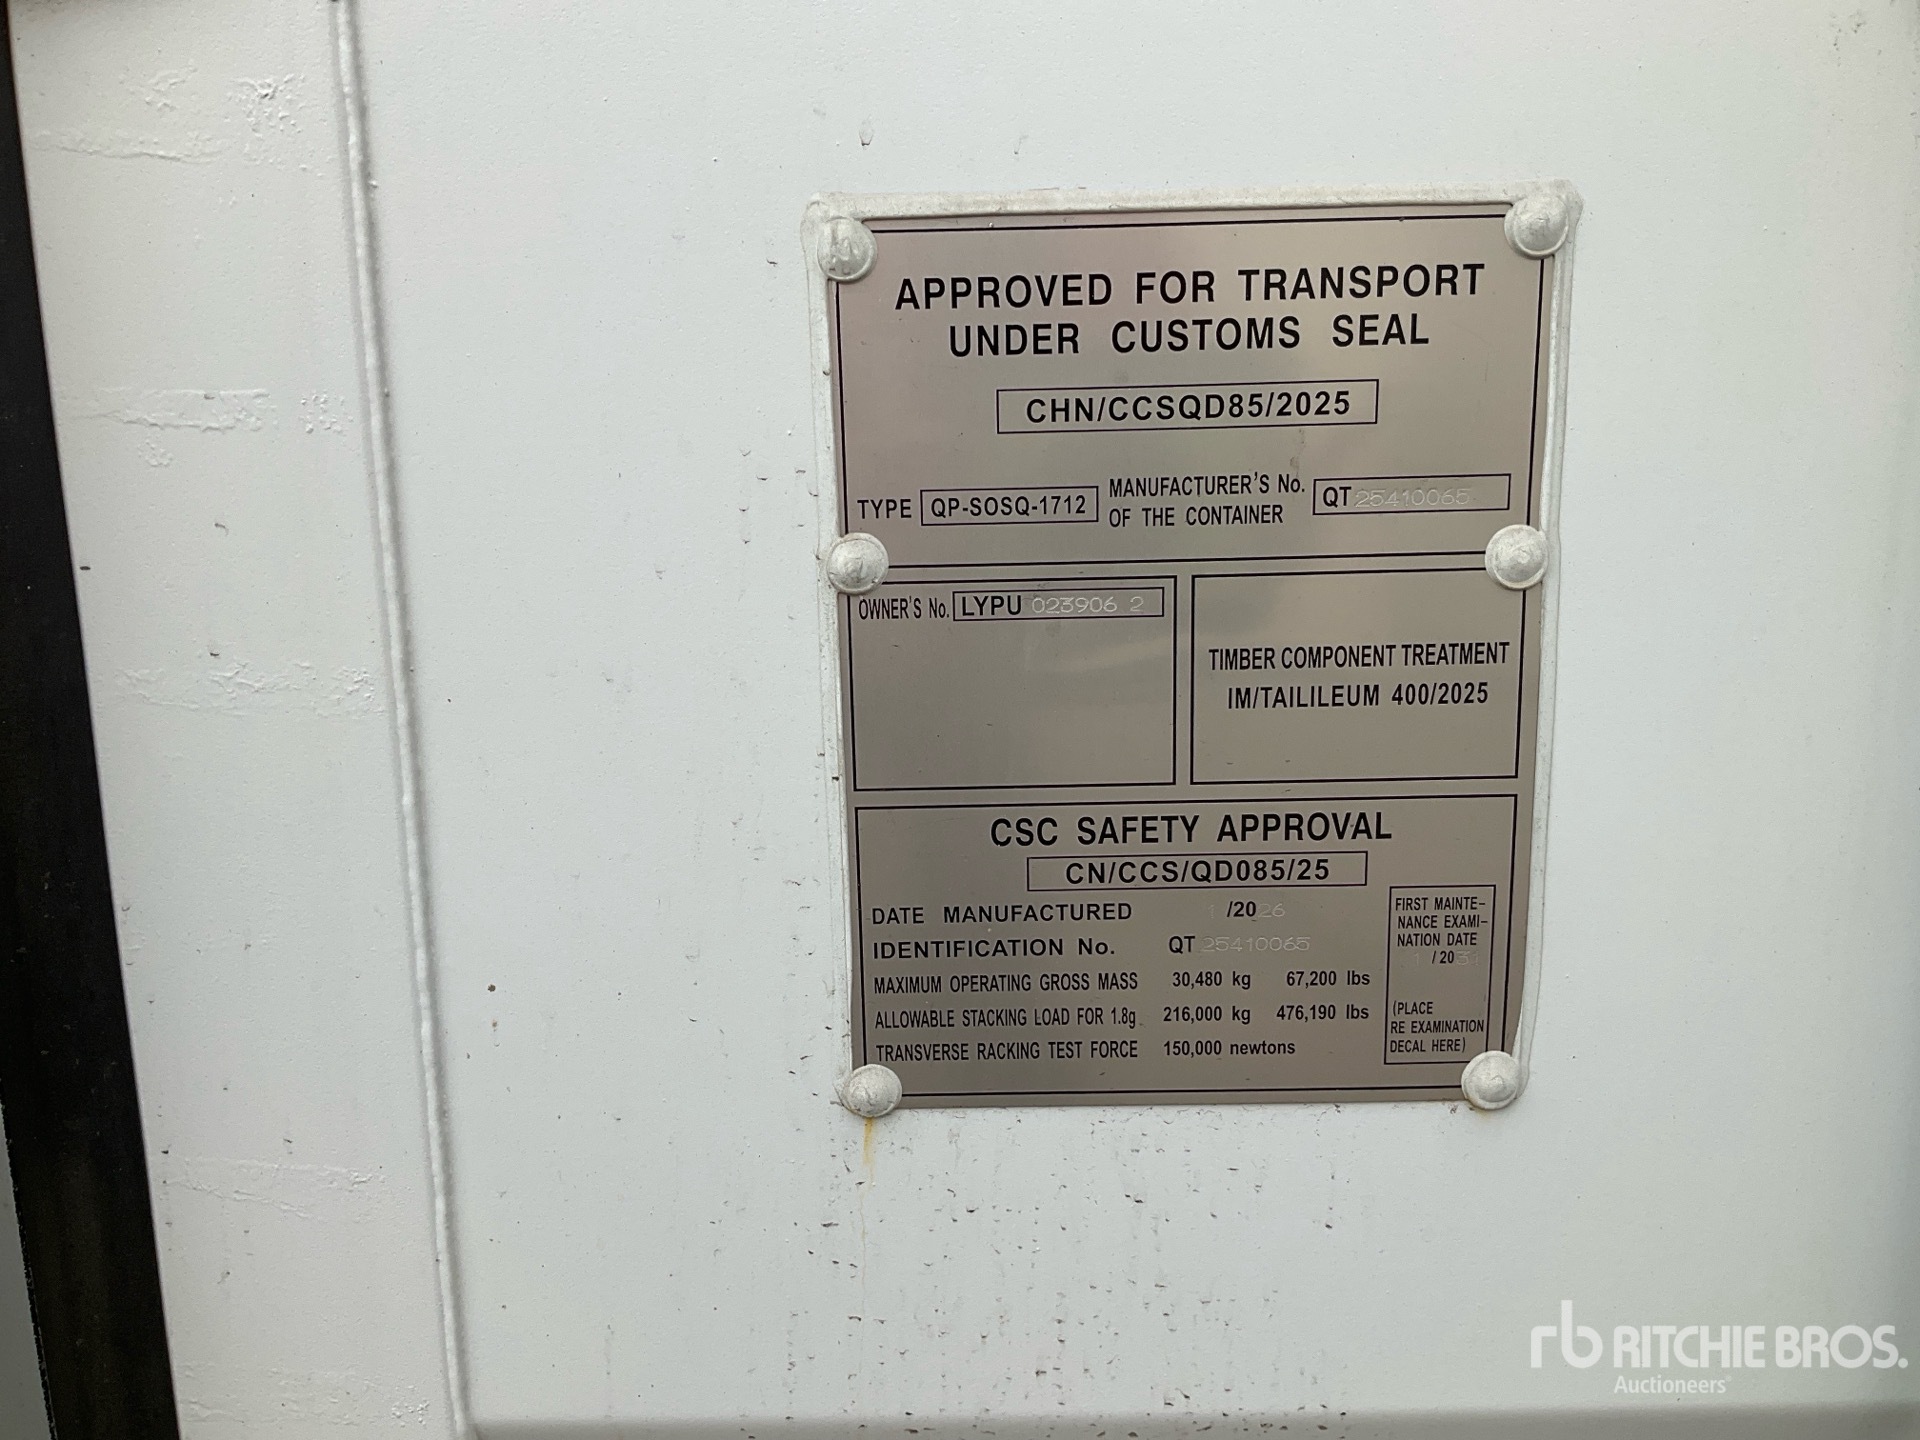 APPROVED FOR TRANSPORT
UNDER CUSTOMS SEAL
CHN/CCSQD85/2025
TYPE QP-SOSQ-1712 MANUFACTURER'S No. OF THE CONTAINER QT 25410065
OWNER'S No. LYPU 023906 2
TIMBER COMPONENT TREATMENT
IM/TAILILEUM 400/2025
CSC SAFETY APPROVAL
CN/CCS/QD085/25
DATE MANUFACTURED 1 /2026
IDENTIFICATION No. QT 25410065
MAXIMUM OPERATING GROSS MASS 30,480 kg 67,200 lbs
ALLOWABLE STACKING LOAD FOR 1.8g 216,000 kg 476,190 lbs
TRANSVERSE RACKING TEST FORCE 150,000 newtons
FIRST MAINTE-
NANCE EXAMI-
NATION DATE
1 /2031
(PLACE
RE EXAMINATION
DECAL HERE)
rb RITCHIE BROS.
Auctioneers